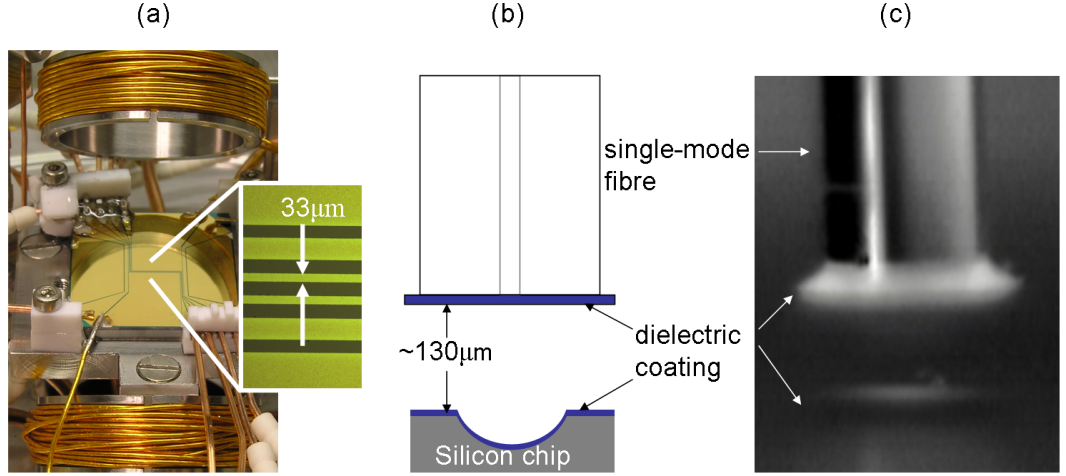 (a)
(b)
(c)
33μm
single-mode
fibre
~130μm
dielectric
coating
Silicon chip